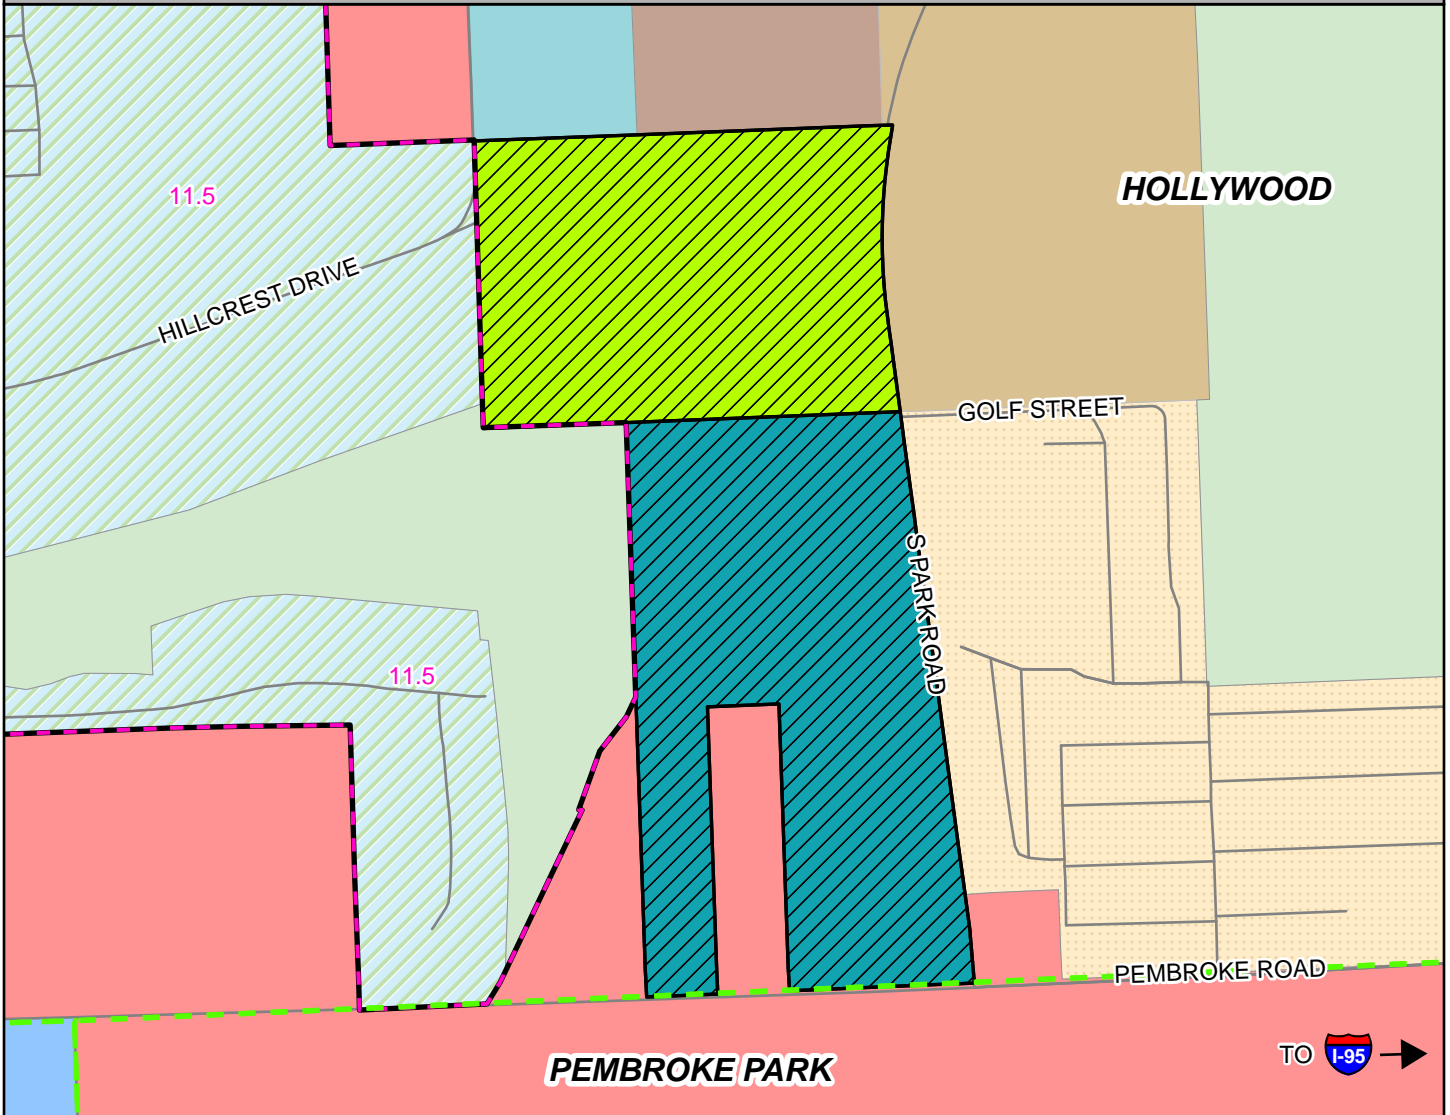 HOLLYWOOD
11.5
HILLCREST DRIVE
GOLF STREET
S PARK ROAD
11.5
PEMBROKE ROAD
PEMBROKE PARK
TO I-95